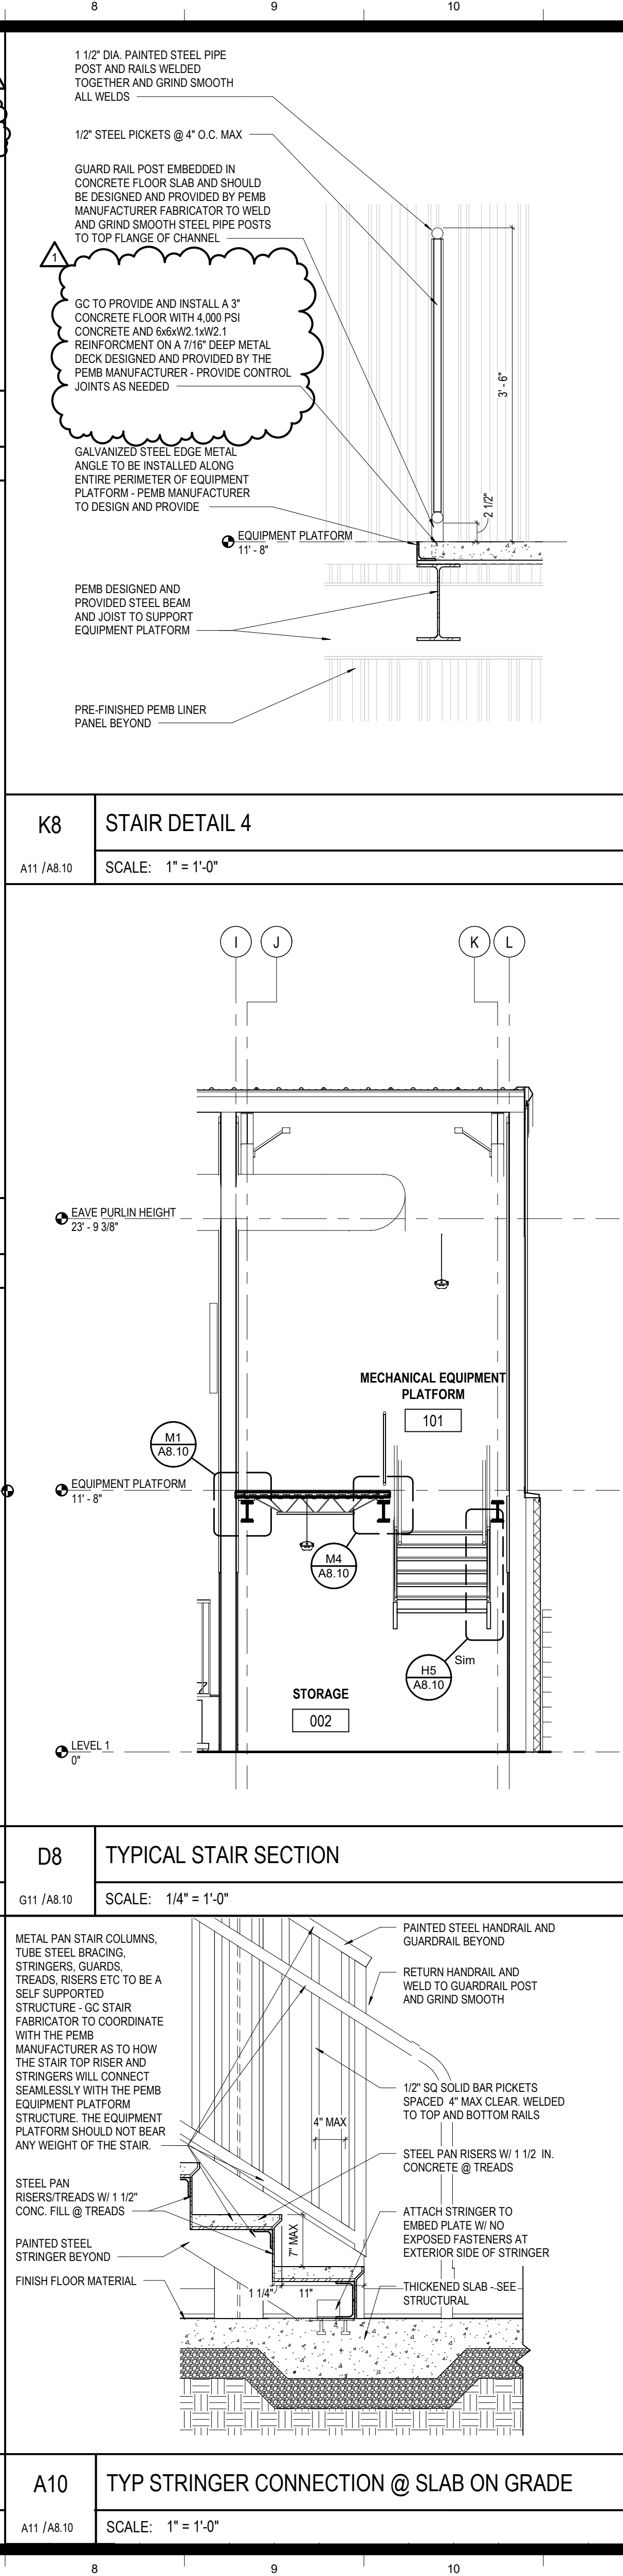 8
9
10
1 1/2" DIA. PAINTED STEEL PIPE
POST AND RAILS WELDED
TOGETHER AND GRIND SMOOTH
ALL WELDS
1/2" STEEL PICKETS @ 4" O.C. MAX
GUARD RAIL POST EMBEDDED IN
CONCRETE FLOOR SLAB AND SHOULD
BE DESIGNED AND PROVIDED BY PEMB
MANUFACTURER FABRICATOR TO WELD
AND GRIND SMOOTH STEEL PIPE POSTS
TO TOP FLANGE OF CHANNEL
1
GC TO PROVIDE AND INSTALL A 3"
CONCRETE FLOOR WITH 4,000 PSI
CONCRETE AND 6x6xW2.1xW2.1
REINFORCMENT ON A 7/16" DEEP METAL
DECK DESIGNED AND PROVIDED BY THE
PEMB MANUFACTURER - PROVIDE CONTROL
JOINTS AS NEEDED
3' - 6"
GALVANIZED STEEL EDGE METAL
ANGLE TO BE INSTALLED ALONG
ENTIRE PERIMETER OF EQUIPMENT
PLATFORM - PEMB MANUFACTURER
TO DESIGN AND PROVIDE
2 1/2"
EQUIPMENT PLATFORM
11' - 8"
PEMB DESIGNED AND
PROVIDED STEEL BEAM
AND JOIST TO SUPPORT
EQUIPMENT PLATFORM
PRE-FINISHED PEMB LINER
PANEL BEYOND
K8
STAIR DETAIL 4
A11 / A8.10
SCALE: 1" = 1'-0"
I
J
K
L
EAVE PURLIN HEIGHT
23' - 9 3/8"
MECHANICAL EQUIPMENT
PLATFORM
101
M1
A8.10
EQUIPMENT PLATFORM
11' - 8"
M4
A8.10
Sim
H5
A8.10
STORAGE
002
LEVEL 1
0"
D8
TYPICAL STAIR SECTION
G11 / A8.10
SCALE: 1/4" = 1'-0"
METAL PAN STAIR COLUMNS,
TUBE STEEL BRACING,
STRINGERS, GUARDS,
TREADS, RISERS ETC TO BE A
SELF SUPPORTED
STRUCTURE - GC STAIR
FABRICATOR TO COORDINATE
WITH THE PEMB
MANUFACTURER AS TO HOW
THE STAIR TOP RISER AND
STRINGERS WILL CONNECT
SEAMLESSLY WITH THE PEMB
EQUIPMENT PLATFORM
STRUCTURE. THE EQUIPMENT
PLATFORM SHOULD NOT BEAR
ANY WEIGHT OF THE STAIR.
STEEL PAN
RISERS/TREADS W/ 1 1/2"
CONC. FILL @ TREADS
PAINTED STEEL
STRINGER BEYOND
FINISH FLOOR MATERIAL
PAINTED STEEL HANDRAIL AND
GUARDRAIL BEYOND
RETURN HANDRAIL AND
WELD TO GUARDRAIL POST
AND GRIND SMOOTH
1/2" SQ SOLID BAR PICKETS
SPACED 4" MAX CLEAR. WELDED
TO TOP AND BOTTOM RAILS
4" MAX
STEEL PAN RISERS W/ 1 1/2 IN.
CONCRETE @ TREADS
ATTACH STRINGER TO
EMBED PLATE W/ NO
EXPOSED FASTENERS AT
EXTERIOR SIDE OF STRINGER
7" MAX
1 1/4"
11"
THICKENED SLAB - SEE
STRUCTURAL
A10
TYP STRINGER CONNECTION @ SLAB ON GRADE
A11 / A8.10
SCALE: 1" = 1'-0"
8
9
10